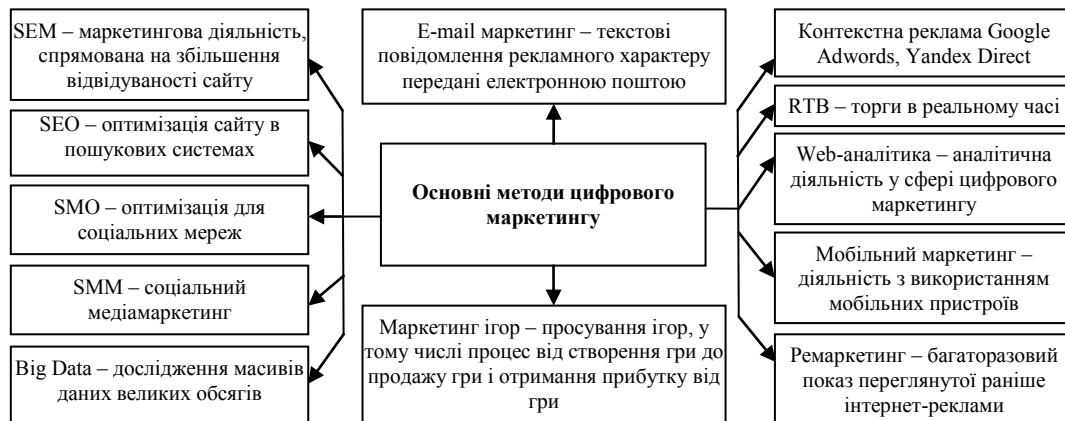 SEM – маркетингова діяльність,
спрямована на збільшення
відвідуваності сайту
SEO – оптимізація сайту в
пошукових системах
SMO – оптимізація для
соціальних мереж
SMM – соціальний
медіамаркетинг
Big Data – дослідження масивів
даних великих обсягів
E-mail маркетинг – текстові
повідомлення рекламного характеру
передані електронною поштою
Основні методи цифрового
маркетингу
Маркетинг ігор – просування ігор, у
тому числі процес від створення гри до
продажу гри і отримання прибутку від
гри
Контекстна реклама Google
Adwords, Yandex Direct
RTB – торги в реальному часі
Web-аналітика – аналітична
діяльність у сфері цифрового
маркетингу
Мобільний маркетинг –
діяльність з використанням
мобільних пристроїв
Ремаркетинг – багаторазовий
показ переглянутої раніше
інтернет-реклами